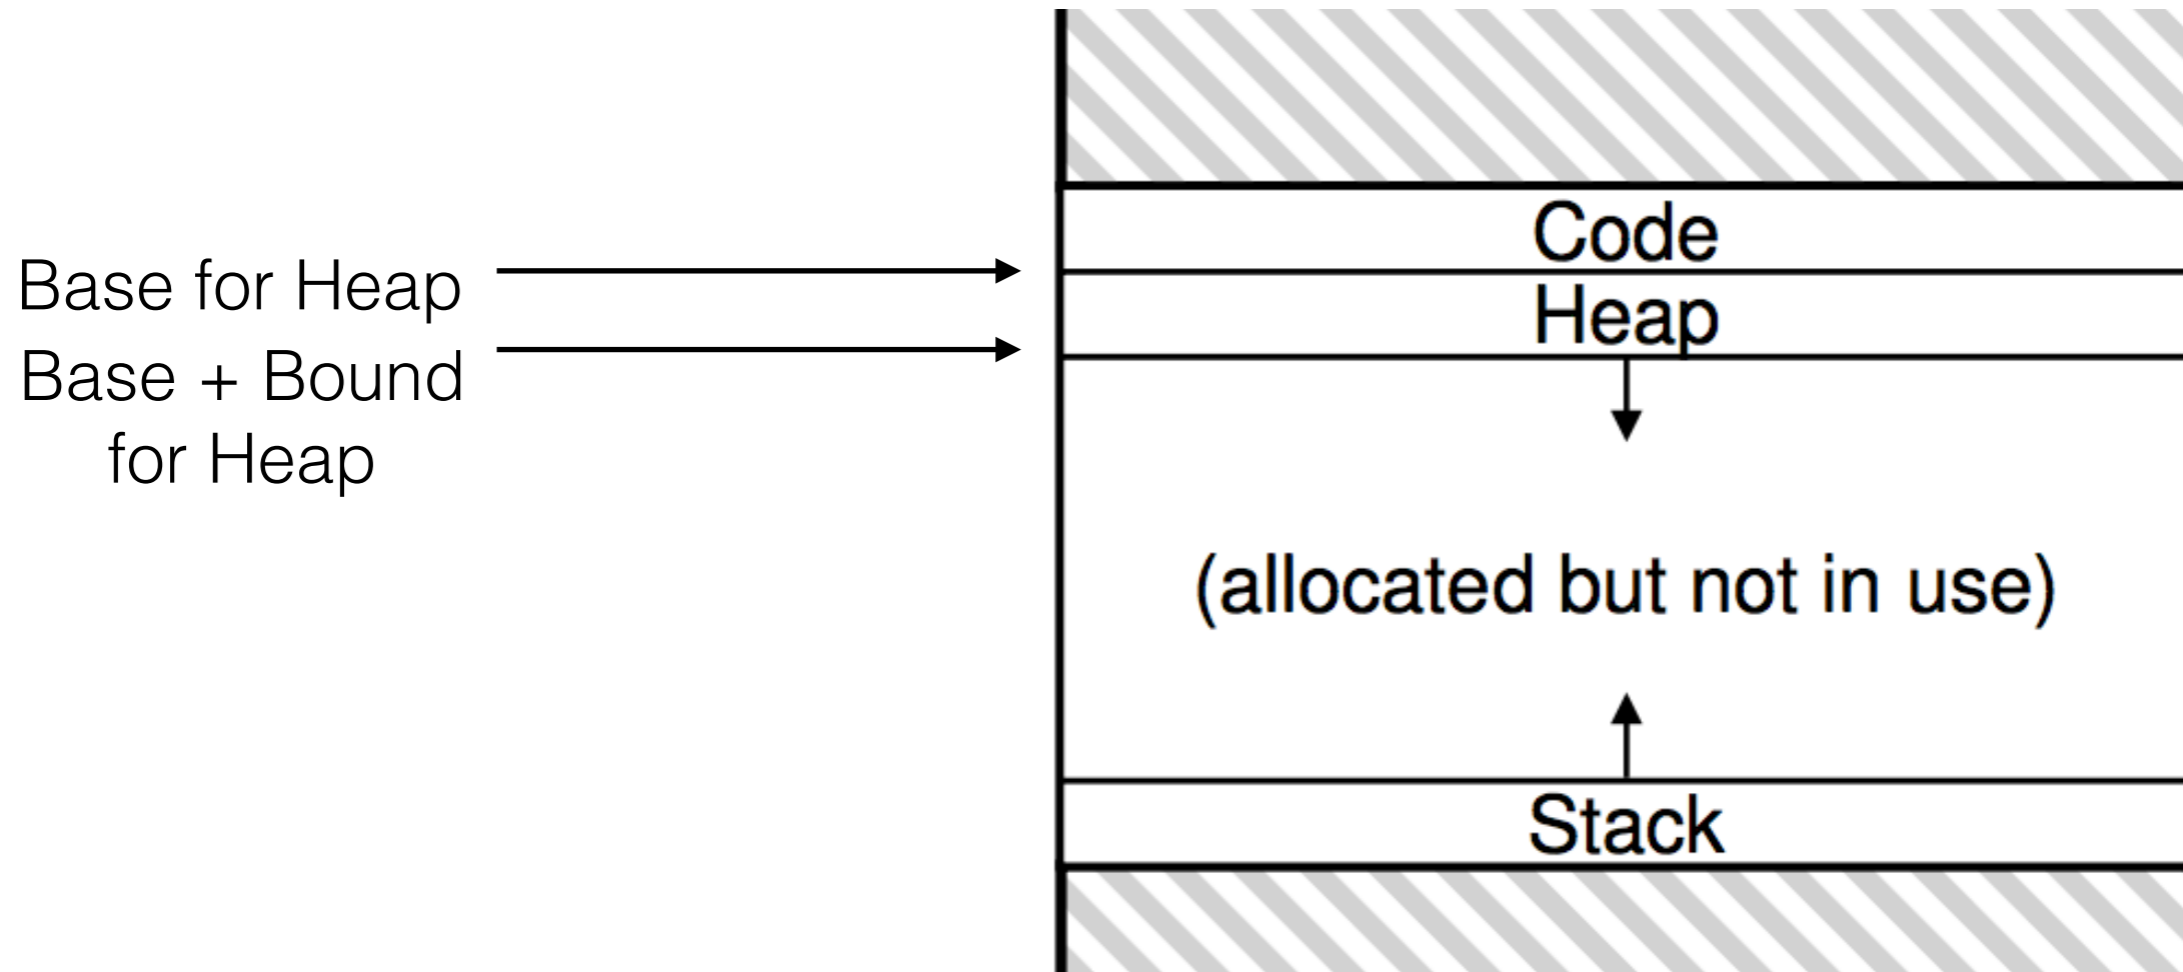 Code
Base for Heap
Heap
Base + Bound
for Heap
(allocated but not in use)
Stack